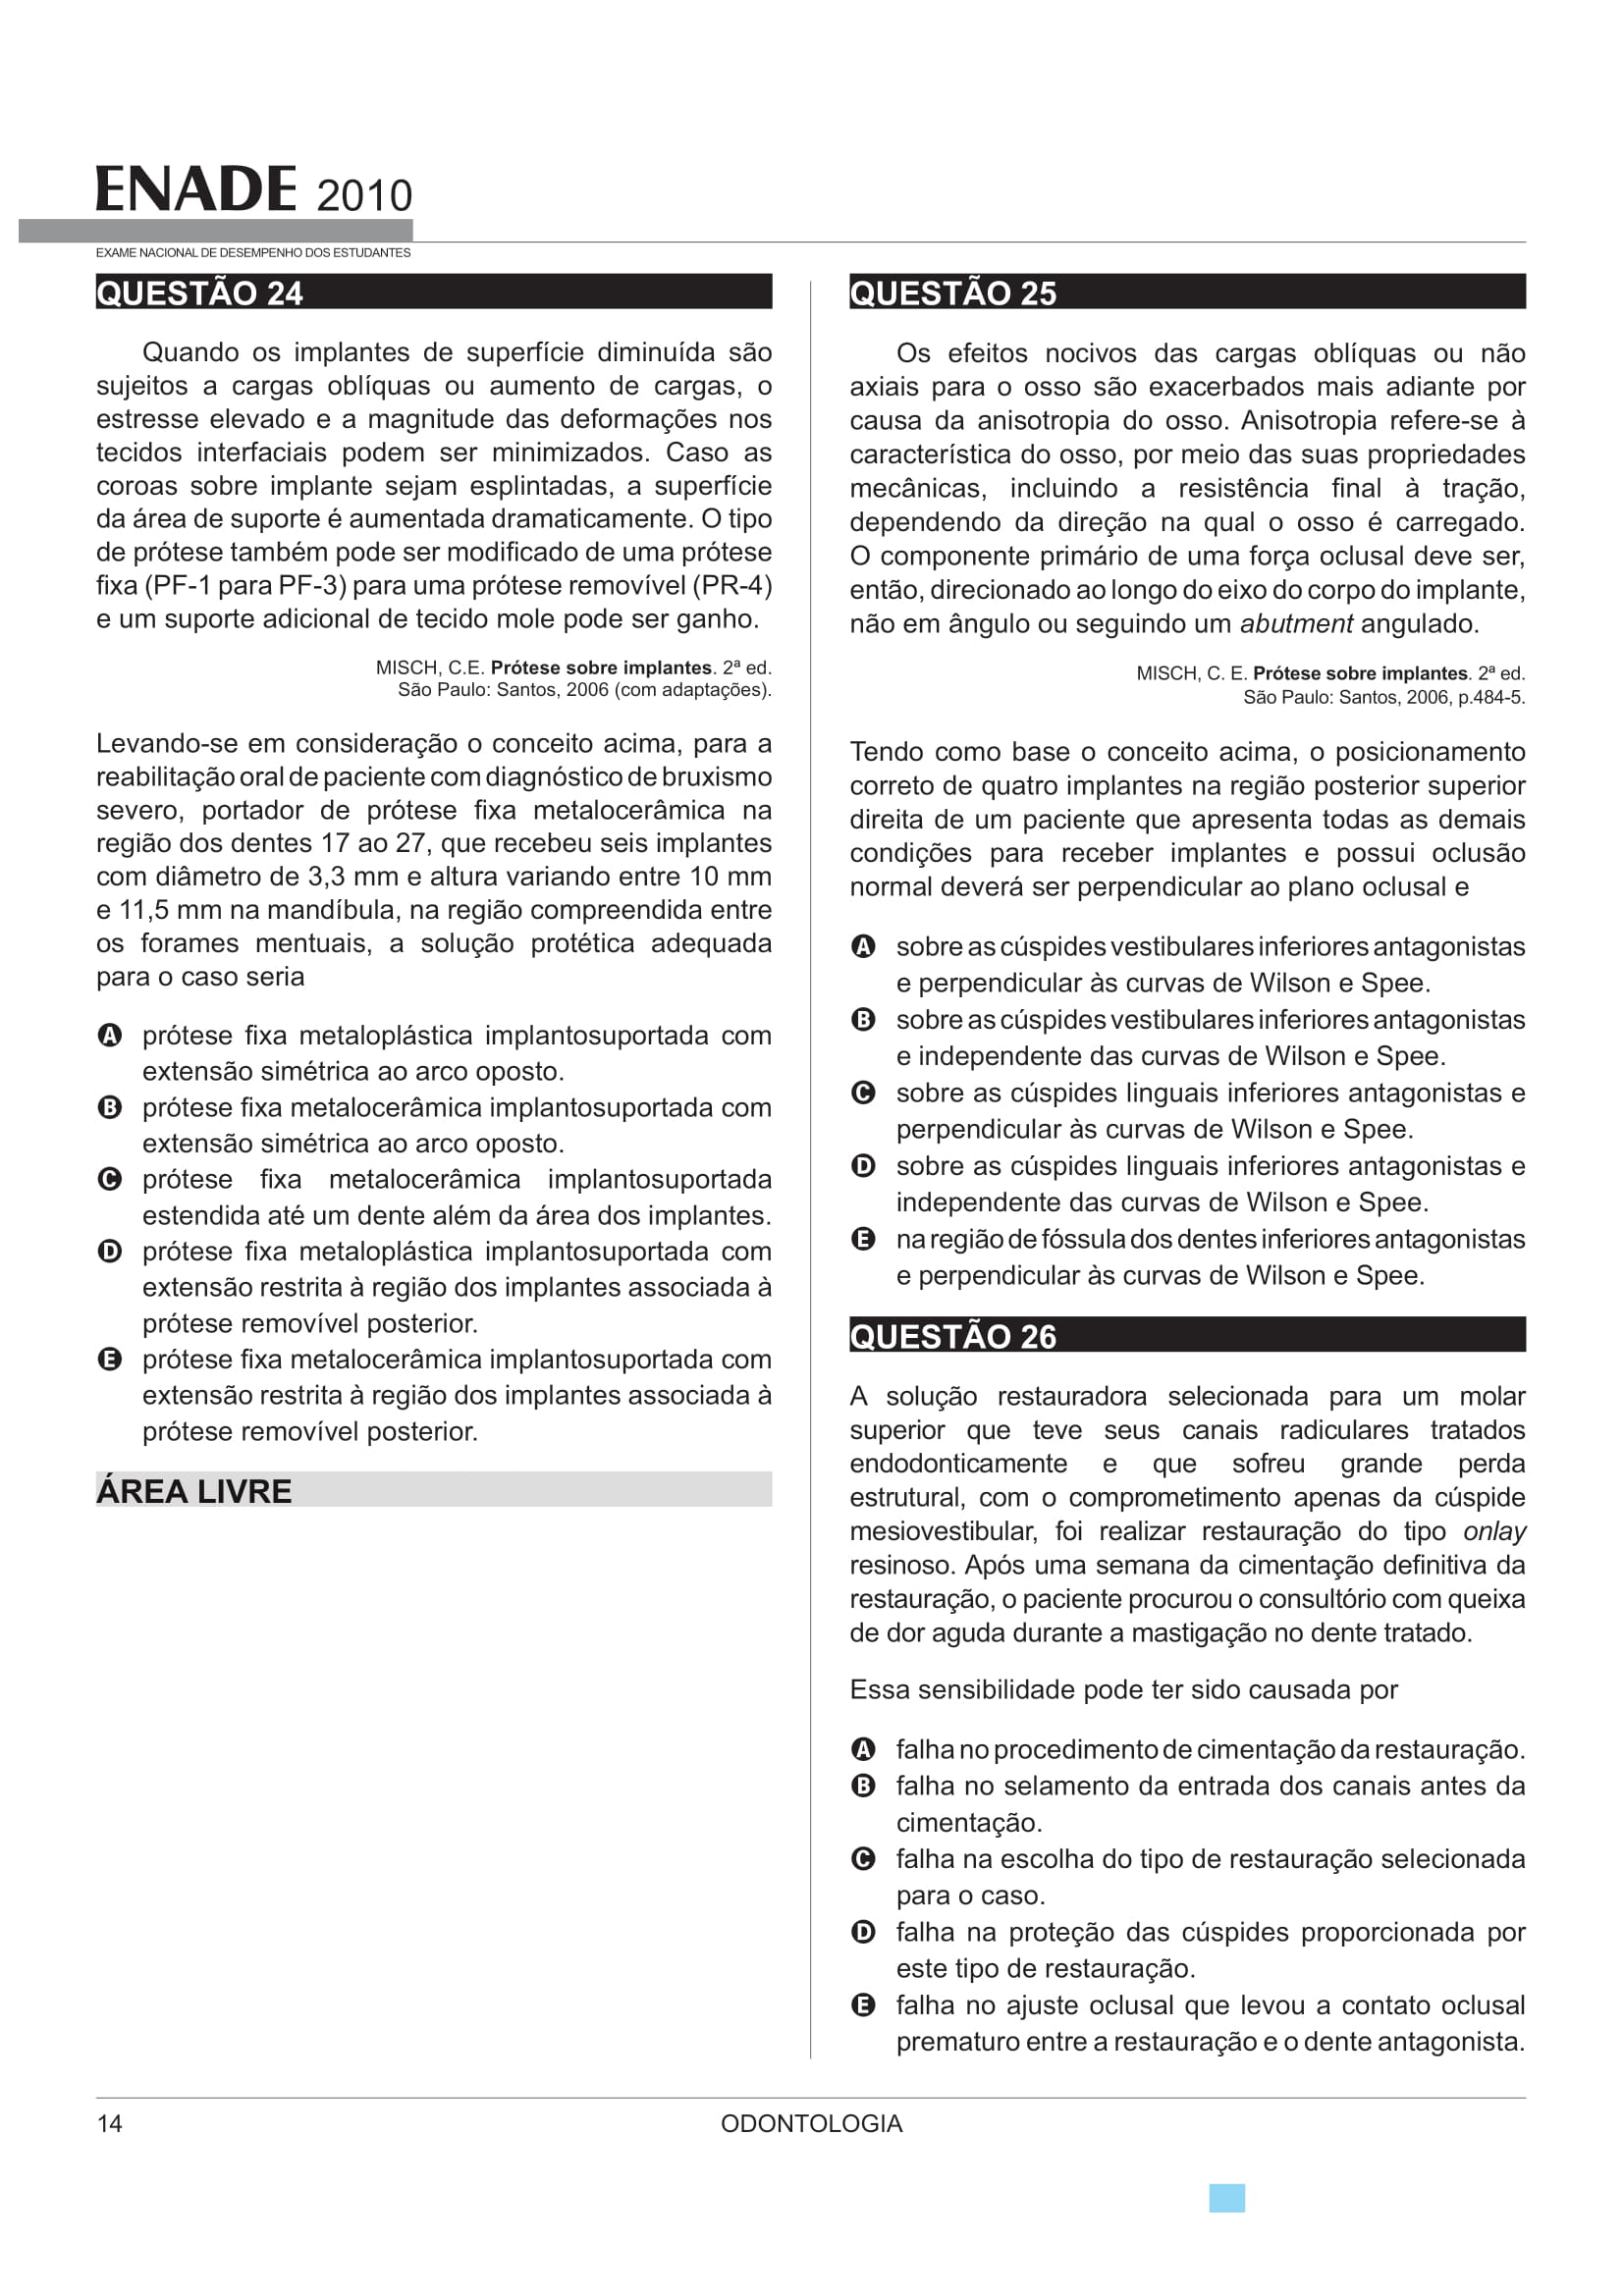 ENADE 2010
EXAME NACIONAL DE DESEMPENHO DOS ESTUDANTES
QUESTÃO 24
Quando os implantes de superfície diminuída são
sujeitos a cargas oblíquas ou aumento de cargas, o
estresse elevado e a magnitude das deformações nos
tecidos interfaciais podem ser minimizados. Caso as
coroas sobre implante sejam esplintadas, a superfície
da área de suporte é aumentada dramaticamente. O tipo
de prótese também pode ser modificado de uma prótese
fixa (PF-1 para PF-3) para uma prótese removível (PR-4)
e um suporte adicional de tecido mole pode ser ganho.
MISCH, C.E. Prótese sobre implantes. 2ª ed.
São Paulo: Santos, 2006 (com adaptações).
Levando-se em consideração o conceito acima, para a
reabilitação oral de paciente com diagnóstico de bruxismo
severo, portador de prótese fixa metalocerâmica na
região dos dentes 17 ao 27, que recebeu seis implantes
com diâmetro de 3,3 mm e altura variando entre 10 mm
e 11,5 mm na mandíbula, na região compreendida entre
os forames mentuais, a solução protética adequada
para o caso seria
A prótese fixa metaloplástica implantosuportada com
extensão simétrica ao arco oposto.
B prótese fixa metalocerâmica implantosuportada com
extensão simétrica ao arco oposto.
C prótese fixa metalocerâmica implantosuportada
estendida até um dente além da área dos implantes.
D prótese fixa metaloplástica implantosuportada com
extensão restrita à região dos implantes associada à
prótese removível posterior.
E prótese fixa metalocerâmica implantosuportada com
extensão restrita à região dos implantes associada à
prótese removível posterior.
ÁREA LIVRE
QUESTÃO 25
Os efeitos nocivos das cargas oblíquas ou não
axiais para o osso são exacerbados mais adiante por
causa da anisotropia do osso. Anisotropia refere-se à
característica do osso, por meio das suas propriedades
mecânicas, incluindo a resistência final à tração,
dependendo da direção na qual o osso é carregado.
O componente primário de uma força oclusal deve ser,
então, direcionado ao longo do eixo do corpo do implante,
não em ângulo ou seguindo um abutment angulado.
MISCH, C. E. Prótese sobre implantes. 2ª ed.
São Paulo: Santos, 2006, p.484-5.
Tendo como base o conceito acima, o posicionamento
correto de quatro implantes na região posterior superior
direita de um paciente que apresenta todas as demais
condições para receber implantes e possui oclusão
normal deverá ser perpendicular ao plano oclusal e
A sobre as cúspides vestibulares inferiores antagonistas
e perpendicular às curvas de Wilson e Spee.
B sobre as cúspides vestibulares inferiores antagonistas
e independente das curvas de Wilson e Spee.
C sobre as cúspides linguais inferiores antagonistas e
perpendicular às curvas de Wilson e Spee.
D sobre as cúspides linguais inferiores antagonistas e
independente das curvas de Wilson e Spee.
E na região de fóssula dos dentes inferiores antagonistas
e perpendicular às curvas de Wilson e Spee.
QUESTÃO 26
A solução restauradora selecionada para um molar
superior que teve seus canais radiculares tratados
endodonticamente e que sofreu grande perda
estrutural, com o comprometimento apenas da cúspide
mesiovestibular, foi realizar restauração do tipo onlay
resinoso. Após uma semana da cimentação definitiva da
restauração, o paciente procurou o consultório com queixa
de dor aguda durante a mastigação no dente tratado.
Essa sensibilidade pode ter sido causada por
A falha no procedimento de cimentação da restauração.
B falha no selamento da entrada dos canais antes da
cimentação.
C falha na escolha do tipo de restauração selecionada
para o caso.
D falha na proteção das cúspides proporcionada por
este tipo de restauração.
E falha no ajuste oclusal que levou a contato oclusal
prematuro entre a restauração e o dente antagonista.
14
ODONTOLOGIA